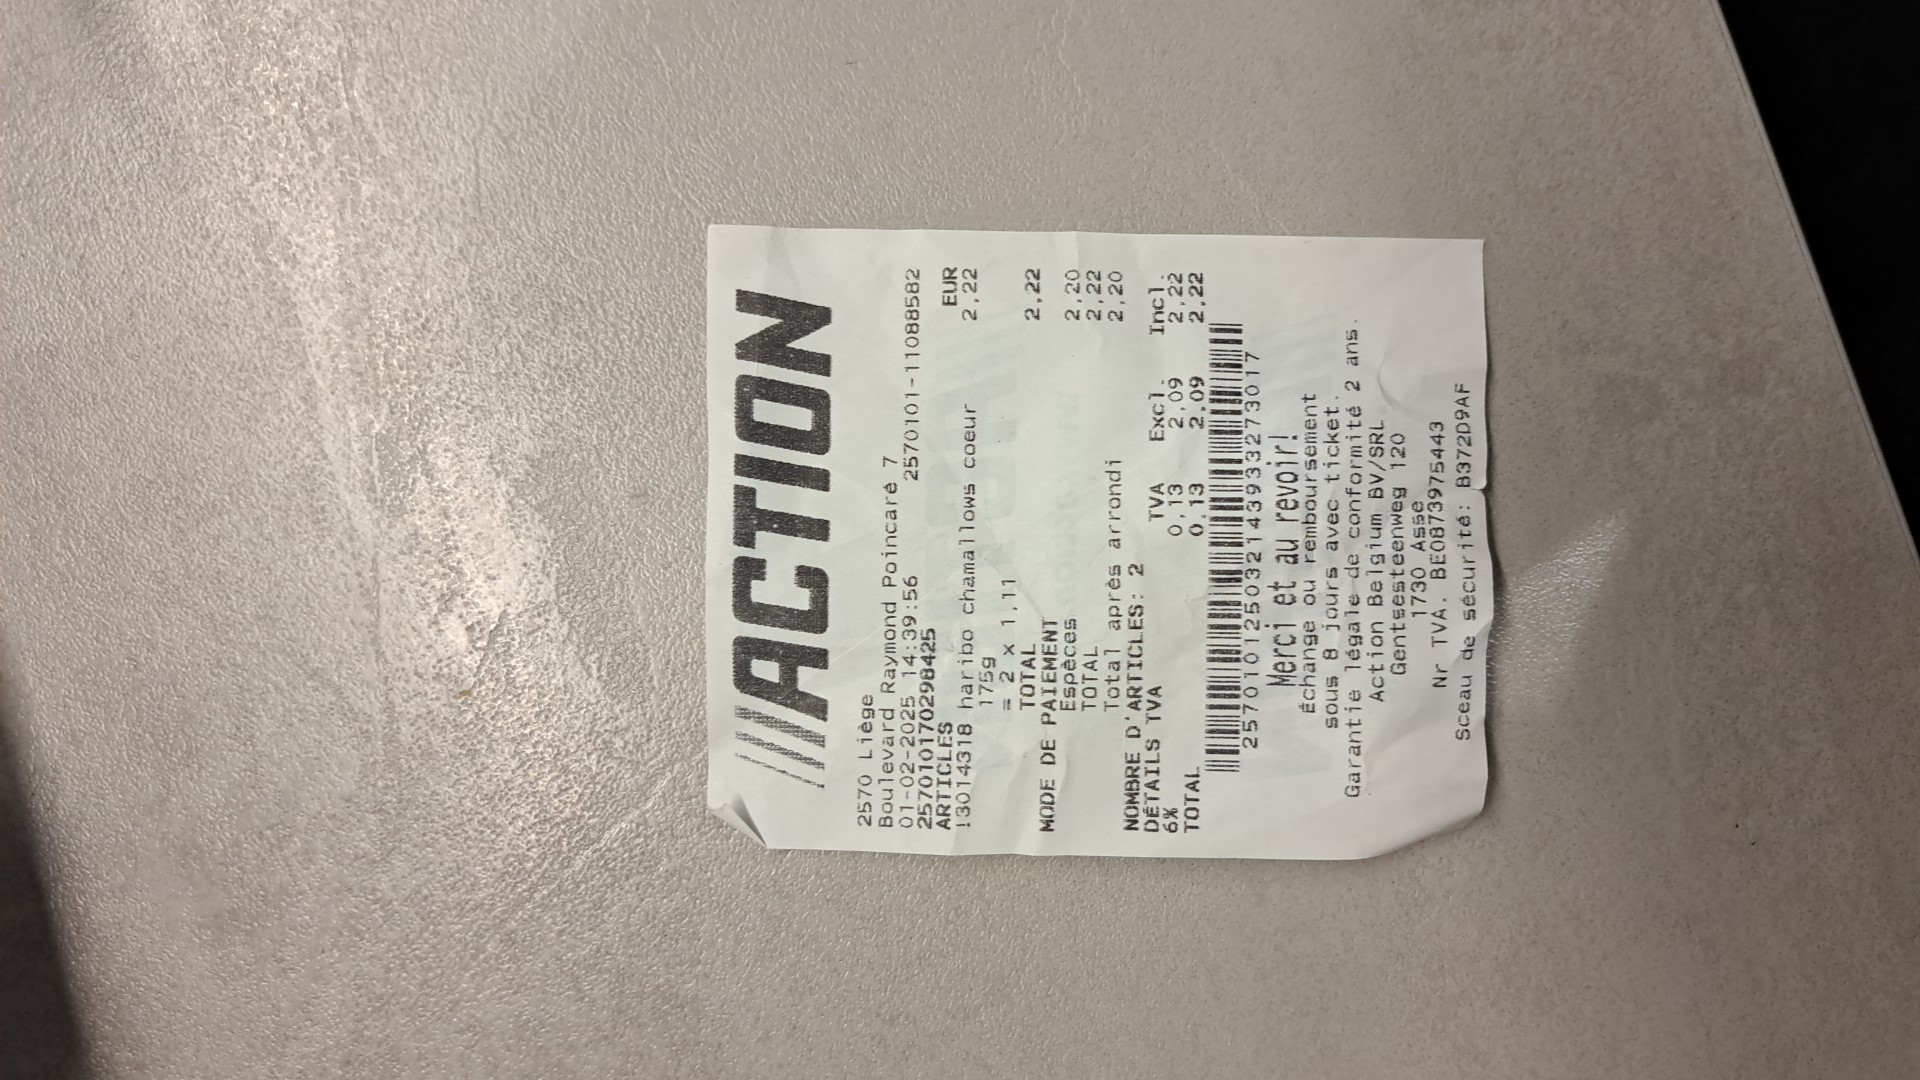 ACTION
2570 Liège
Boulevard Raymond Poincaré 7
01-02-2025 14:39:56 2570101-11088582
2570101170298425
ARTICLES EUR
!3014318 haribo chamallows coeur 2,22
175g
= 2 x 1,11
TOTAL 2,22
MODE DE PAIEMENT
Espèces 2,20
TOTAL 2,22
Total après arrondi 2,20
NOMBRE D'ARTICLES: 2
DÉTAILS TVA TVA Excl. Incl.
6% 0,13 2,09 2,22
TOTAL 0,13 2,09 2,22
257010125032143933273017
Merci et au revoir!
Échange ou remboursement
sous 8 jours avec ticket.
Garantie légale de conformité 2 ans.
Action Belgium BV/SRL
Gentsesteenweg 120
1730 Asse
Nr TVA. BE0873975443
Sceau de sécurité: B372D9AF